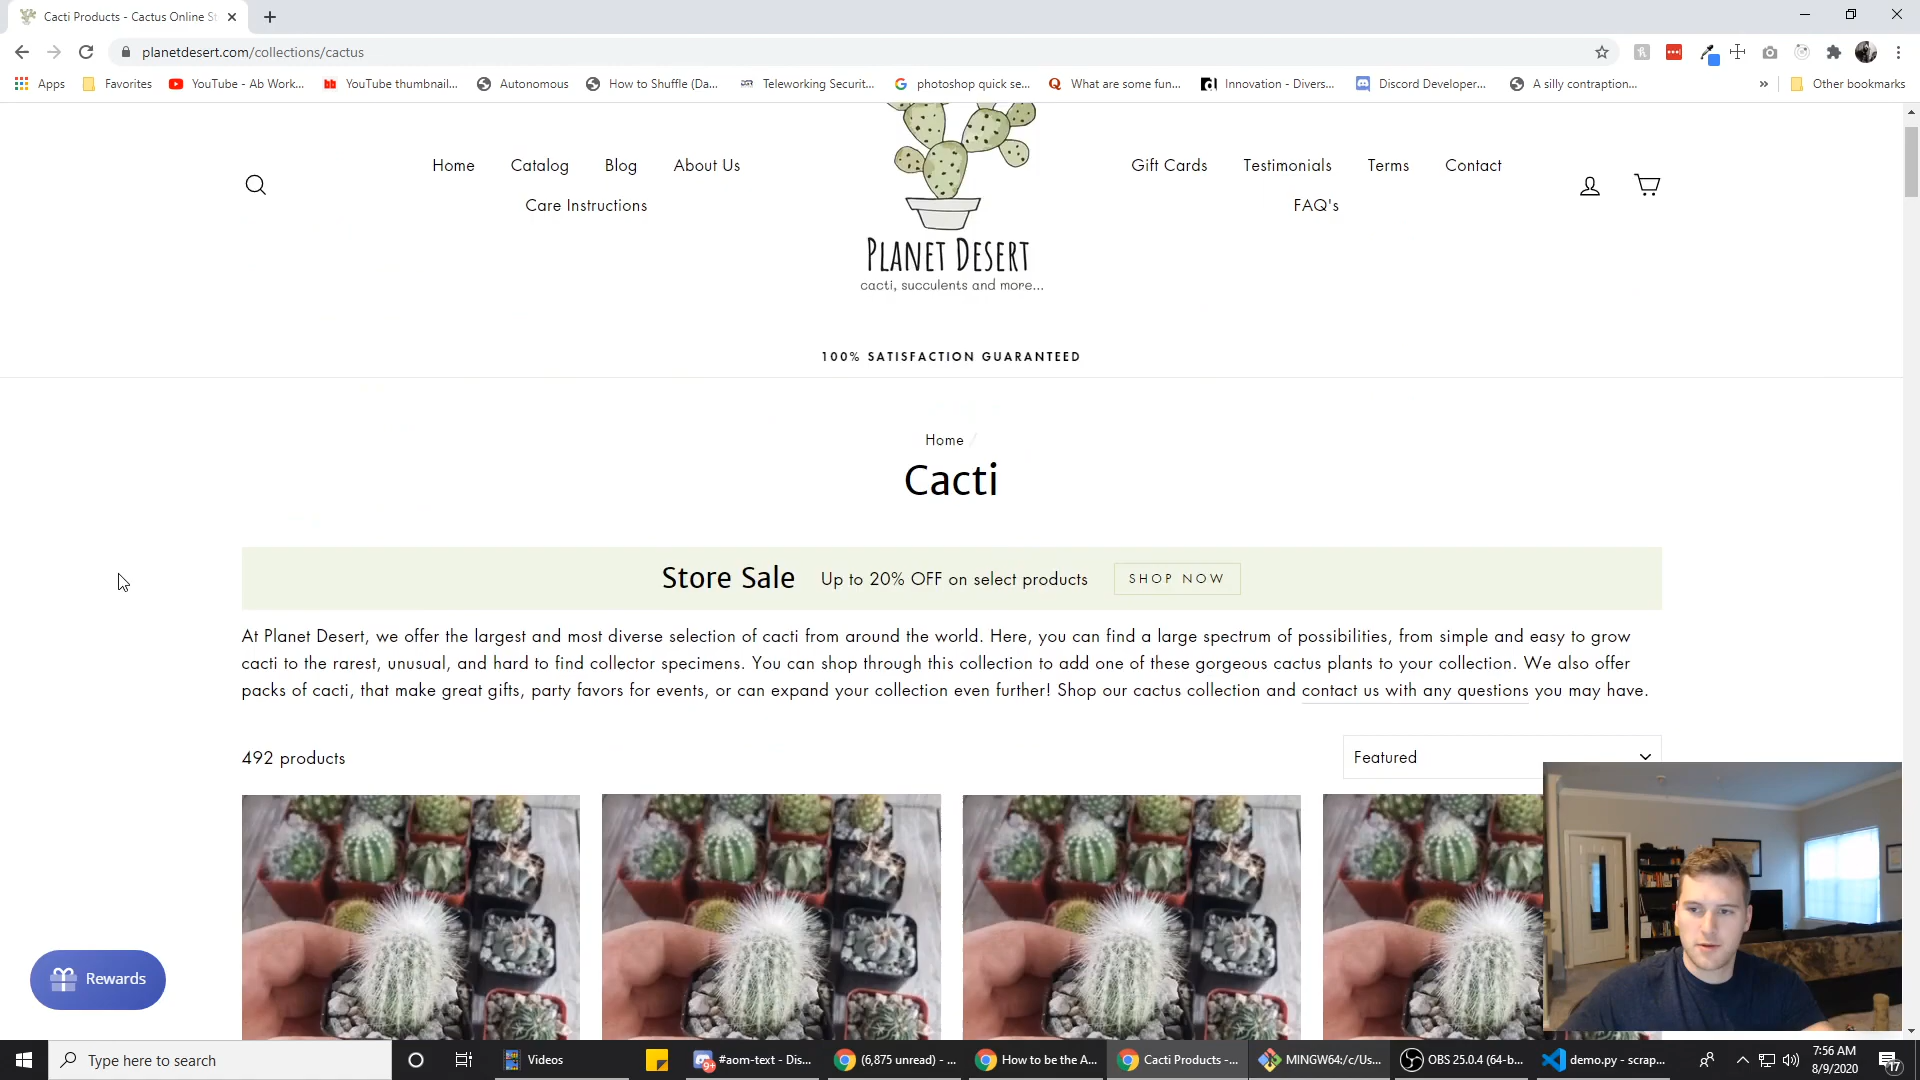 Cacti Products - Cactus Online St
planetdesert.com/collections/cactus
Apps Favorites YouTube - Ab Work... YouTube thumbnail... Autonomous How to Shuffle (Da... Teleworking Securit... photoshop quick se... What are some fun... Innovation - Divers... Discord Developer... A silly contraption... » Other bookmarks
Home Catalog Blog About Us Gift Cards Testimonials Terms Contact
Care Instructions FAQ's
PLANET DESERT
cacti, succulents and more...
100% SATISFACTION GUARANTEED
Home /
Cacti
Store Sale Up to 20% OFF on select products SHOP NOW
At Planet Desert, we offer the largest and most diverse selection of cacti from around the world. Here, you can find a large spectrum of possibilities, from simple and easy to grow
cacti to the rarest, unusual, and hard to find collector specimens. You can shop through this collection to add one of these gorgeous cactus plants to your collection. We also offer
packs of cacti, that make great gifts, party favors for events, or can expand your collection even further! Shop our cactus collection and contact us with any questions you may have.
492 products Featured
Rewards
Type here to search Videos #aom-text - Dis... (6,875 unread) - ... How to be the A... Cacti Products -... MINGW64:/c/Us... OBS 25.0.4 (64-b... demo.py - scrap...
7:56 AM
8/9/2020
17